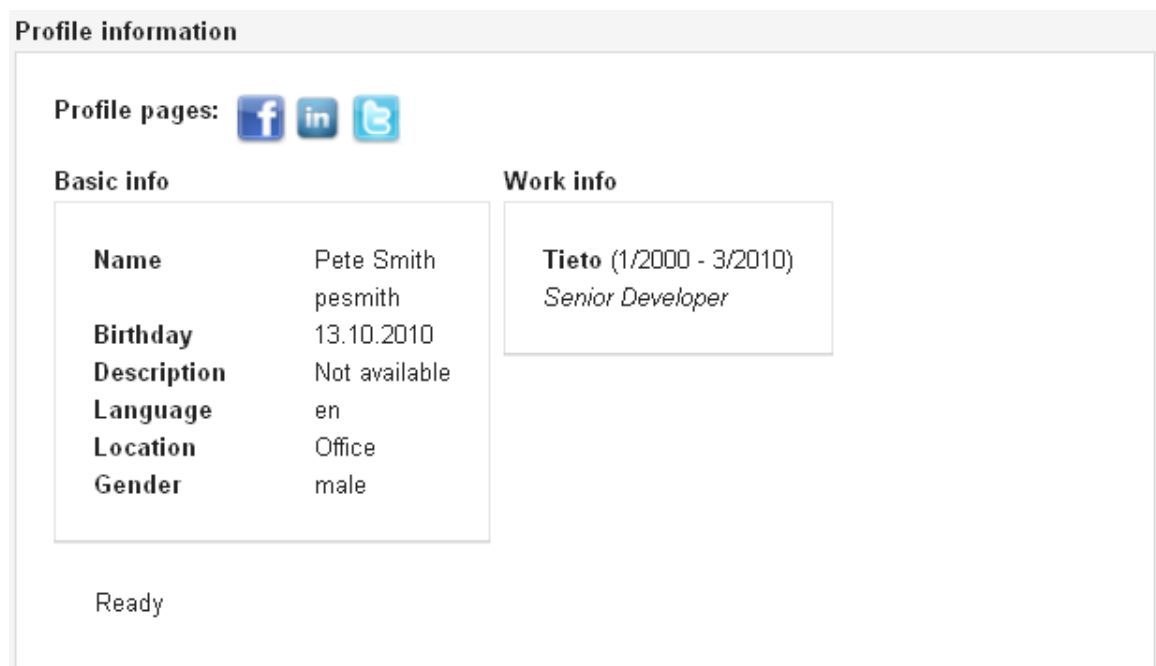 Profile information
Profile pages: f in t
Basic info
Name Pete Smith
pesmith
Birthday 13.10.2010
Description Not available
Language en
Location Office
Gender male
Work info
Tieto (1/2000 - 3/2010)
Senior Developer
Ready